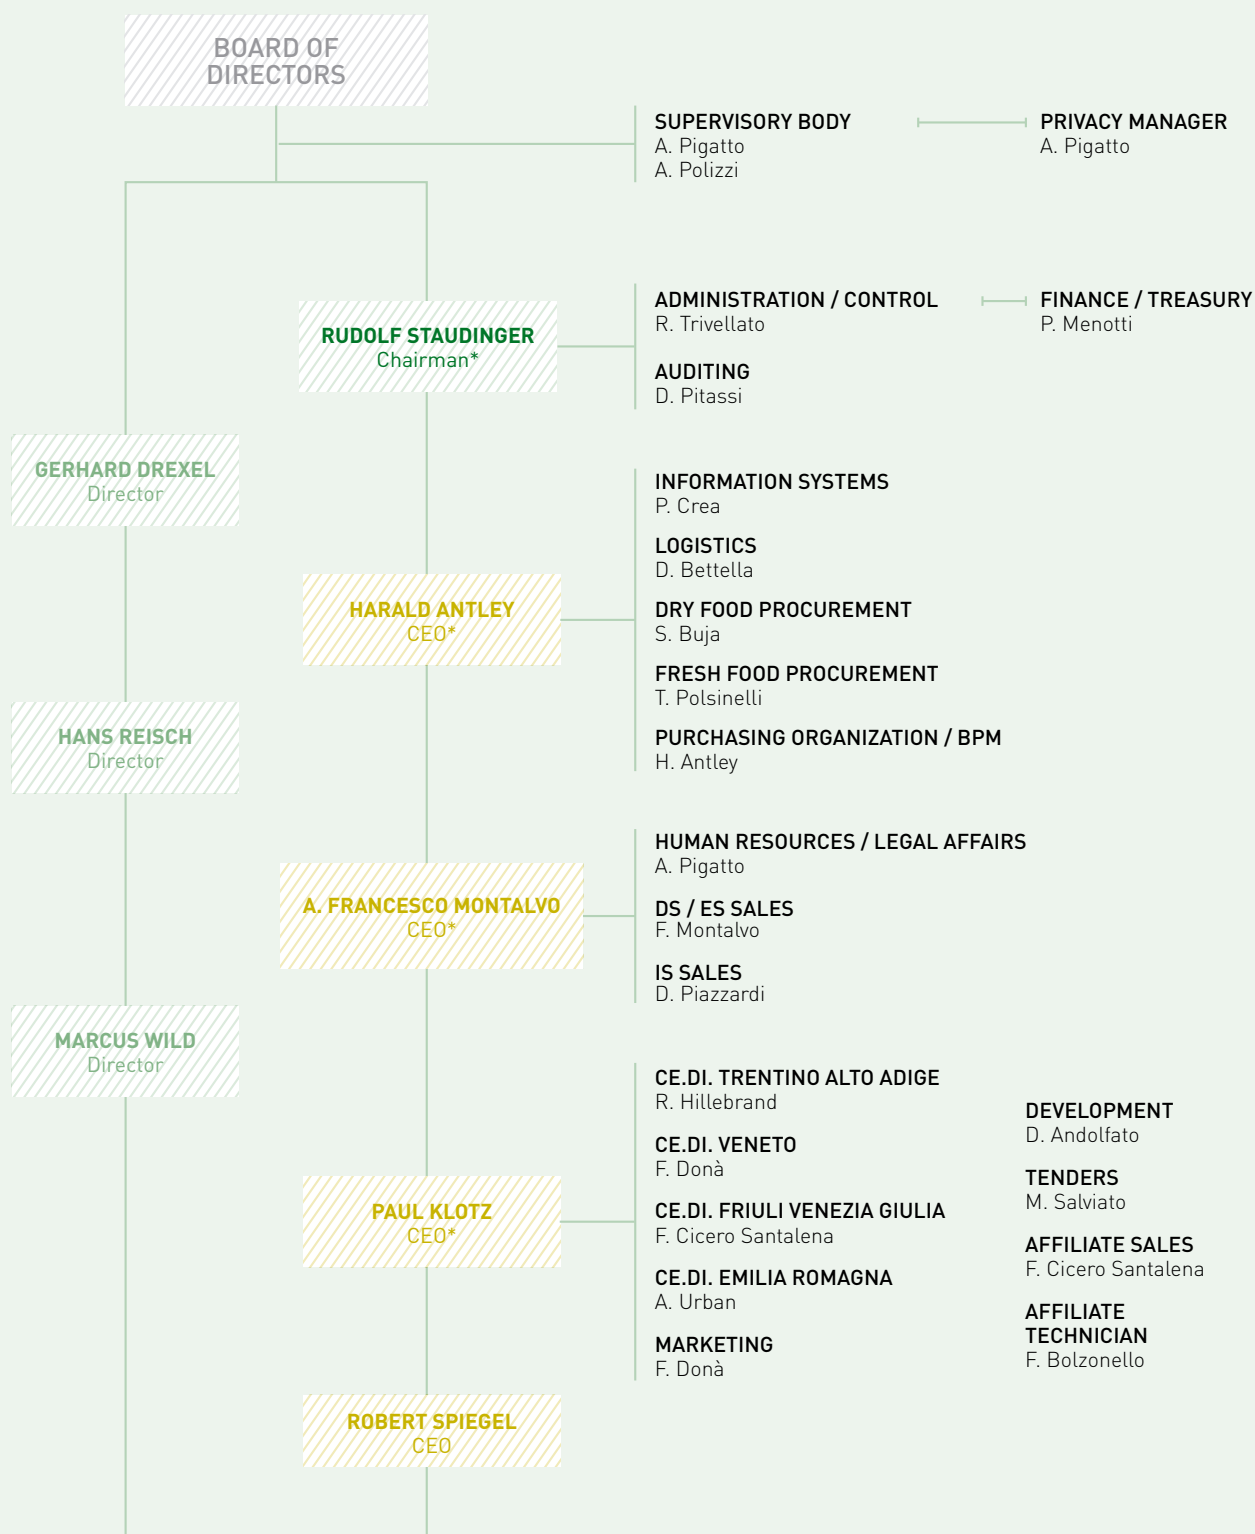 BOARD OF
DIRECTORS
SUPERVISORY BODY
A. Pigatto
A. Polizzi
PRIVACY MANAGER
A. Pigatto
RUDOLF STAUDINGER
Chairman*
ADMINISTRATION / CONTROL
R. Trivellato
FINANCE / TREASURY
P. Menotti
AUDITING
D. Pitassi
GERHARD DREXEL
Director
HARALD ANTLEY
CEO*
INFORMATION SYSTEMS
P. Crea
LOGISTICS
D. Bettella
DRY FOOD PROCUREMENT
S. Buja
FRESH FOOD PROCUREMENT
T. Polsinelli
PURCHASING ORGANIZATION / BPM
H. Antley
HANS REISCH
Director
A. FRANCESCO MONTALVO
CEO*
HUMAN RESOURCES / LEGAL AFFAIRS
A. Pigatto
DS / ES SALES
F. Montalvo
IS SALES
D. Piazzardi
MARCUS WILD
Director
PAUL KLOTZ
CEO*
CE.DI. TRENTINO ALTO ADIGE
R. Hillebrand
CE.DI. VENETO
F. Donà
CE.DI. FRIULI VENEZIA GIULIA
F. Cicero Santalena
CE.DI. EMILIA ROMAGNA
A. Urban
MARKETING
F. Donà
DEVELOPMENT
D. Andolfato
TENDERS
M. Salviato
AFFILIATE SALES
F. Cicero Santalena
AFFILIATE
TECHNICIAN
F. Bolzonello
ROBERT SPIEGEL
CEO